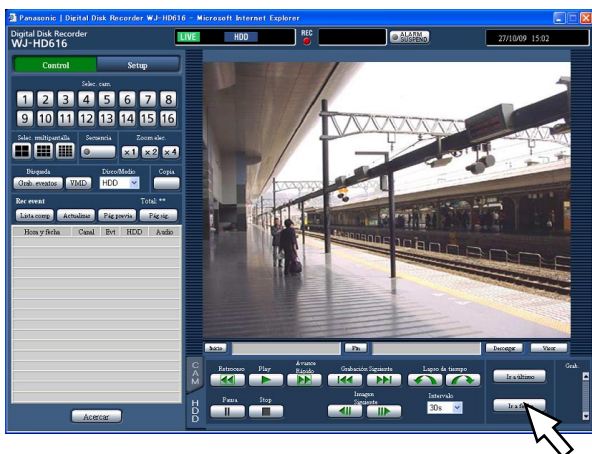 Panasonic | Digital Disk Recorder WJ-HD616 - Microsoft Internet Explorer
Digital Disk Recorder
WJ-HD616
LIVE HDD REC ALARM SUSPEND 27/10/09 15:02
Control Setup
Selec. cam.
1 2 3 4 5 6 7 8
9 10 11 12 13 14 15 16
Selec. multipantalla Secuencia Zoom elec.
x1 x2 x4
Búsqueda Disco/Medio Copia
Grab. eventos VMD HDD
Rec event Total: **
Lista comp Actualizar Pág previa Pág sig.
Hora y fecha Canal Evt HDD Audio
Acercar
Inicio Fin Descargar Visor
CAM
HDD
Retroceso Play Avance Rápido Grabación Siguiente Lapso de tiempo Grab.
Ir a último
Pausa Stop Imagen Siguiente Intervalo
30s
Ir a fecha